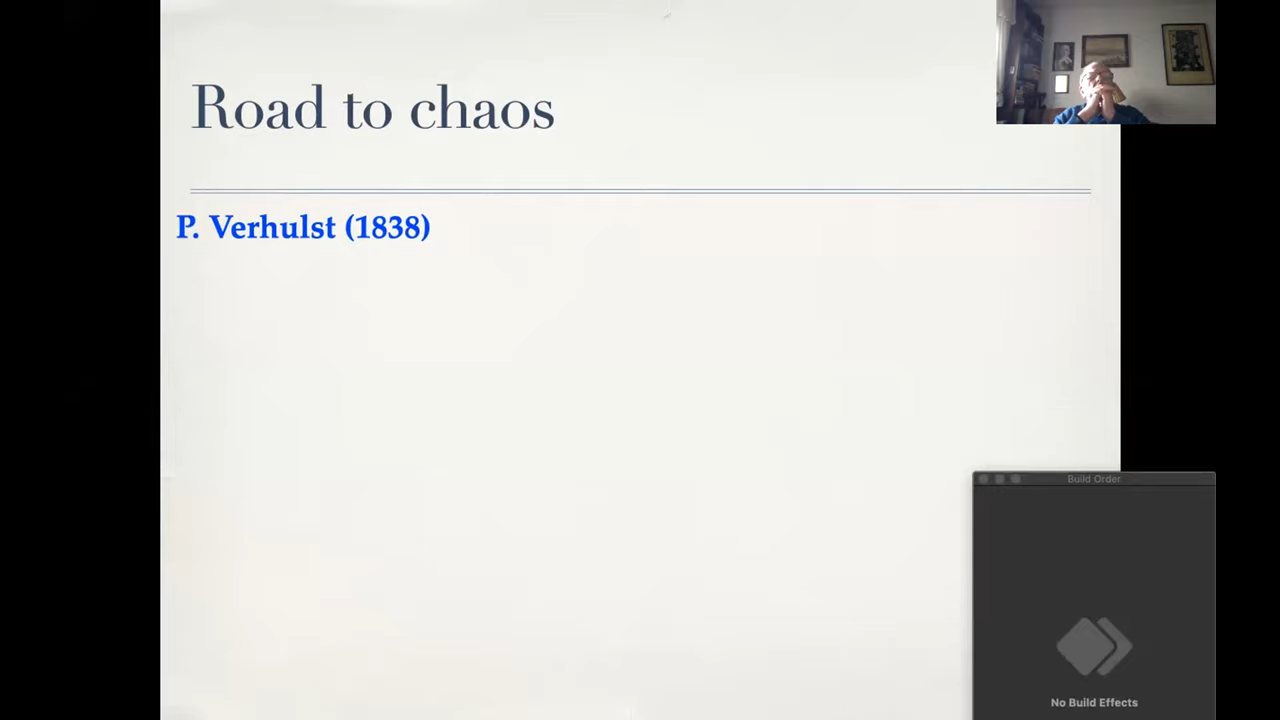 Road to chaos
P. Verhulst (1838)
Build Order
No Build Effects